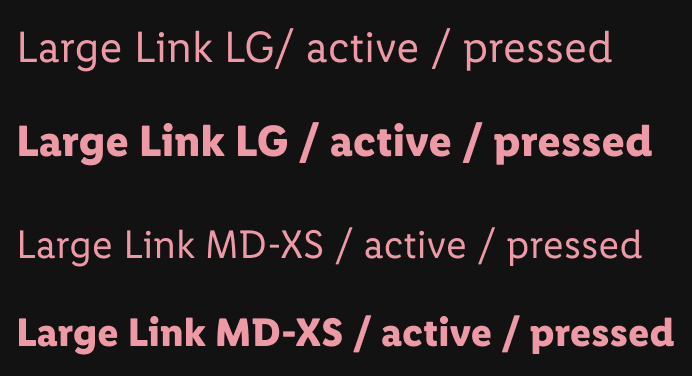 Large Link LG/ active / pressed
Large Link LG / active / pressed
Large Link MD-XS / active / pressed
Large Link MD-XS / active / pressed